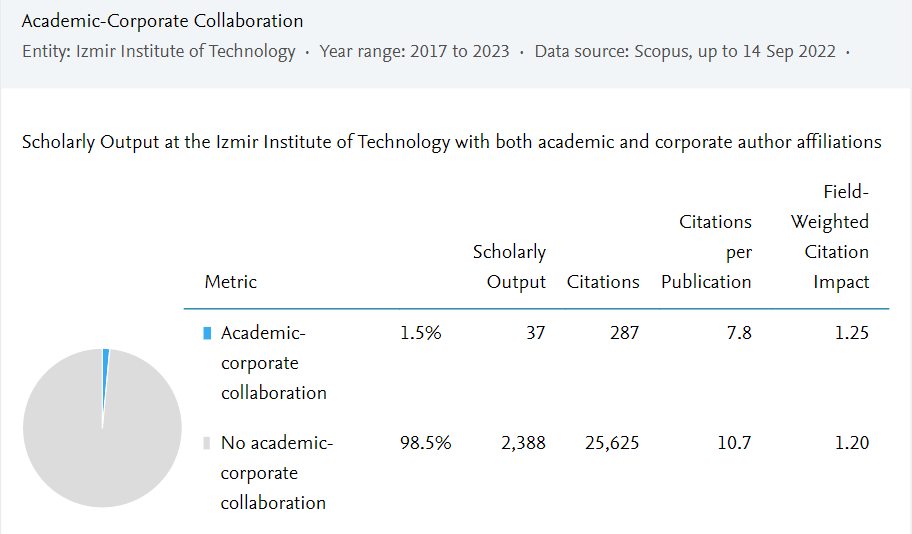 Academic-Corporate Collaboration
Entity: Izmir Institute of Technology · Year range: 2017 to 2023 · Data source: Scopus, up to 14 Sep 2022 ·
Scholarly Output at the Izmir Institute of Technology with both academic and corporate author affiliations
Field-
Citations Weighted
Scholarly per Citation
Metric Output Citations Publication Impact
Academic- 1.5% 37 287 7.8 1.25
corporate
collaboration
No academic- 98.5% 2,388 25,625 10.7 1.20
corporate
collaboration